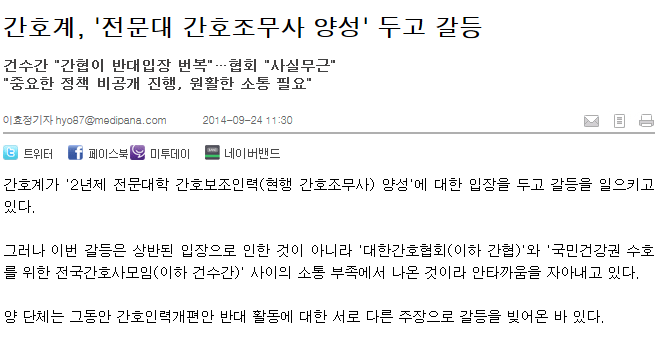 간호계, '전문대 간호조무사 양성' 두고 갈등
건수간 "간협이 반대입장 번복"…협회 "사실무근"
"중요한 정책 비공개 진행, 원활한 소통 필요"
이효정기자 hyo87@medipana.com 2014-09-24 11:30
트위터 페이스북 미투데이 네이버밴드
간호계가 '2년제 전문대학 간호보조인력(현행 간호조무사) 양성'에 대한 입장을 두고 갈등을 일으키고
있다.
그러나 이번 갈등은 상반된 입장으로 인한 것이 아니라 '대한간호협회(이하 간협)'와 '국민건강권 수호
를 위한 전국간호사모임(이하 건수간)' 사이의 소통 부족에서 나온 것이라 안타까움을 자아내고 있다.
양 단체는 그동안 간호인력개편안 반대 활동에 대한 서로 다른 주장으로 갈등을 빚어온 바 있다.